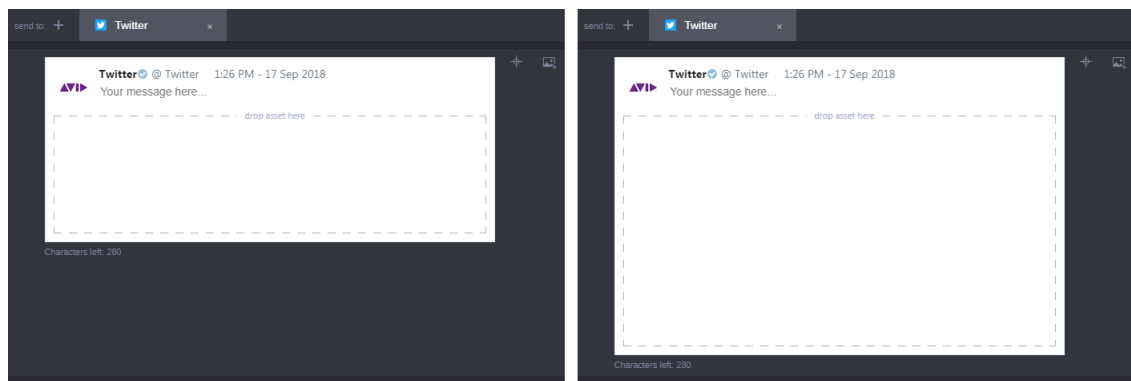 send to: + Twitter ×
Twitter @ Twitter 1:26 PM - 17 Sep 2018
AVID
Your message here...
drop asset here
Characters left: 280
send to: + Twitter ×
Twitter @ Twitter 1:26 PM - 17 Sep 2018
AVID
Your message here...
drop asset here
Characters left: 280